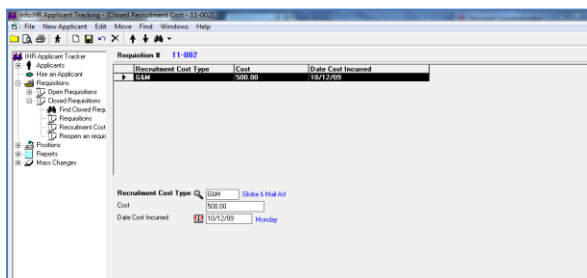 info:HR Applicant Tracking - [Closed Recruitment Cost - 11-002]
File New Applicant Edit Move Find Windows Help
IHR Applicant Tracker
Applicants
Hire an Applicant
Requisitions
Open Requisitions
Closed Requisitions
Find Closed Requ
Requisitions
Recruitment Cost
Reopen an requis
Positions
Reports
Mass Changes
Requisition # 11-002
Recruitment Cost Type Cost Date Cost Incurred
G&M 500.00 10/12/09
Recruitment Cost Type G&M Globe & Mail Ad
Cost 500.00
Date Cost Incurred 10/12/09 Monday